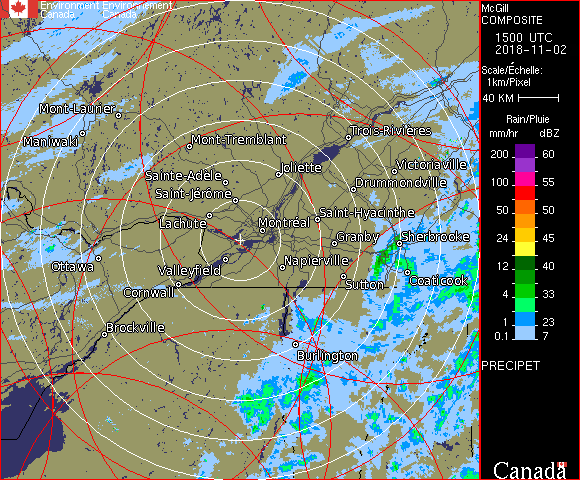 Environment Environnement
Canada Canada
Mont-Laurier
Maniwaki
Mont-Tremblant
Trois-Rivières
Sainte-Adèle
Joliette
Victoriaville
Saint-Jérôme
Drummondville
Lachute
Montréal
Saint-Hyacinthe
Granby
Sherbrooke
Ottawa
Valleyfield
Napierville
Cornwall
Sutton
Coaticook
Brockville
Burlington
McGill
COMPOSITE
1500 UTC
2018-11-02
Scale/Échelle:
1km/Pixel
40 KM
Rain/Pluie
mm/hr dBZ
200 60
100 55
50 50
24 45
12 40
4 33
1 23
0.1 7
PRECIPET
Canada